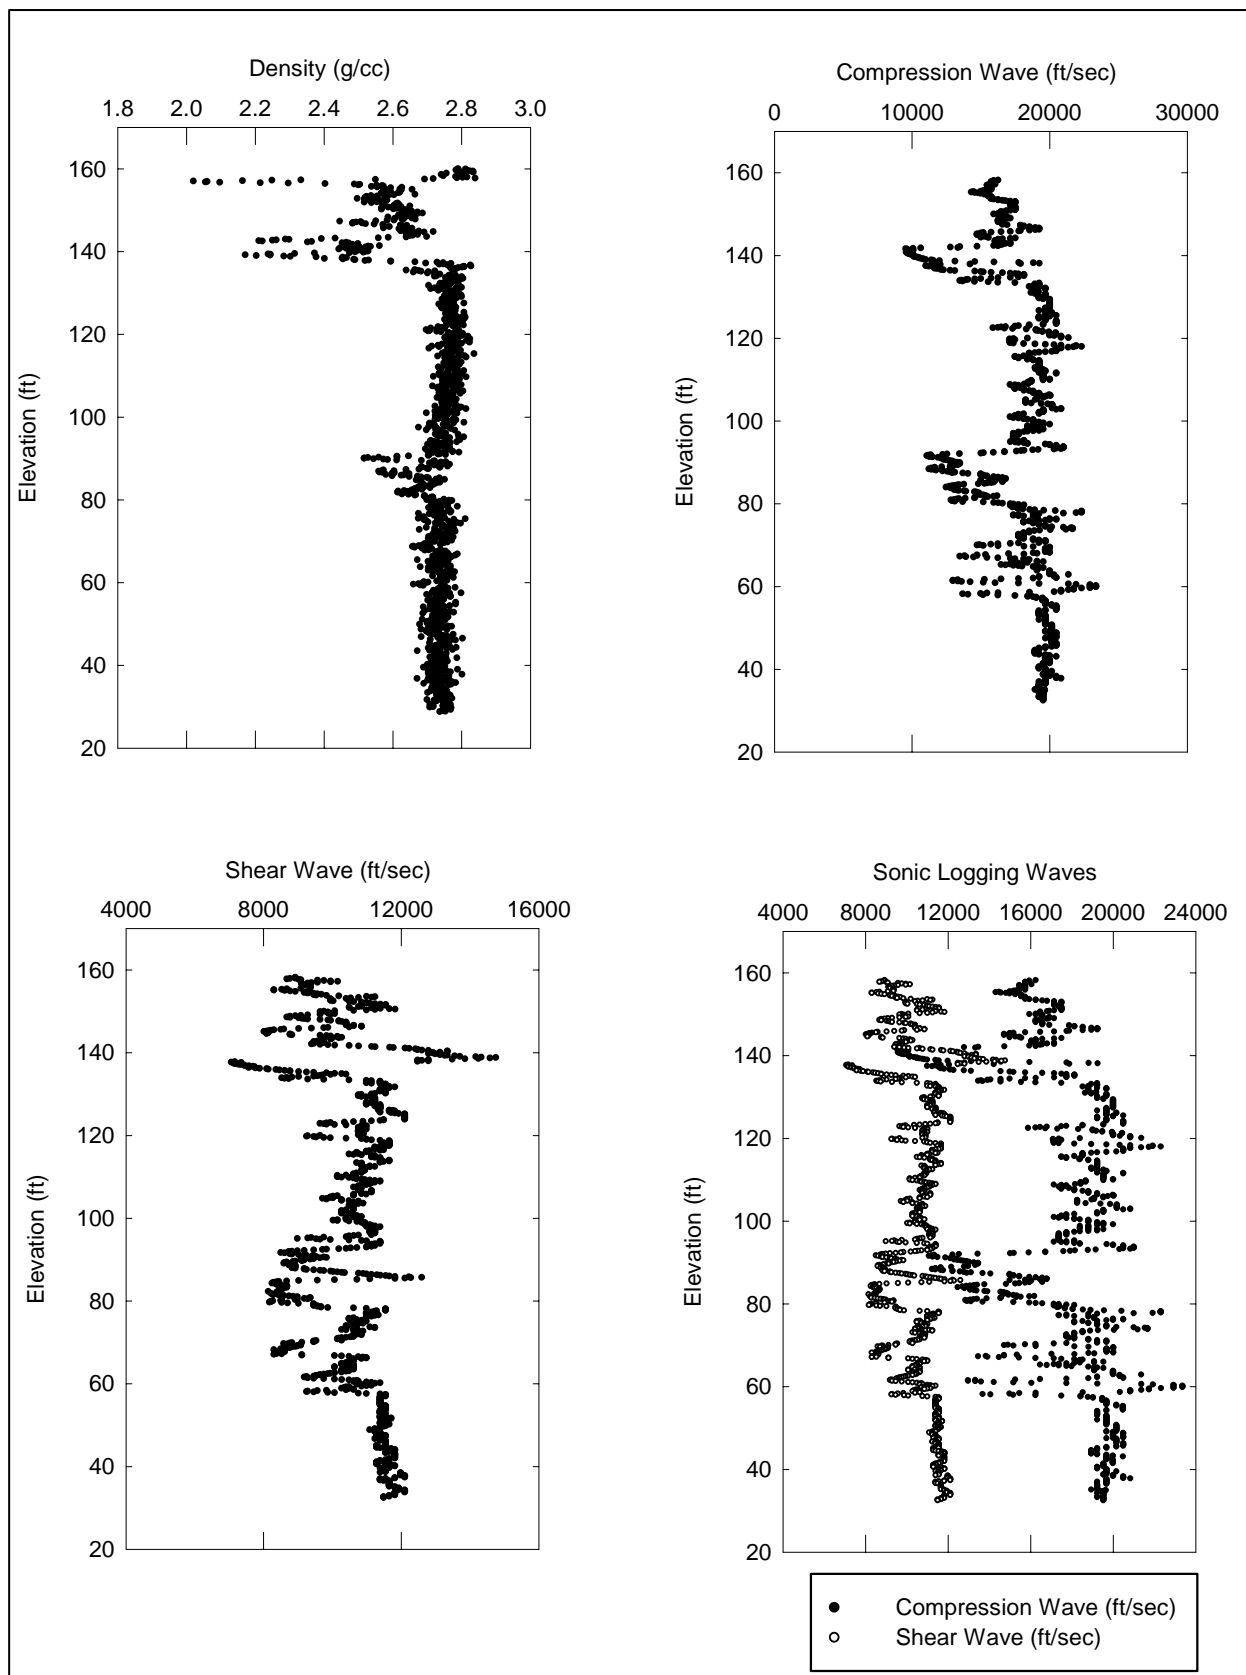 Density (g/cc)
1.8 2.0 2.2 2.4 2.6 2.8 3.0
Elevation (ft)
160
140
120
100
80
60
40
20
Compression Wave (ft/sec)
0 10000 20000 30000
Elevation (ft)
160
140
120
100
80
60
40
20
Shear Wave (ft/sec)
4000 8000 12000 16000
Elevation (ft)
160
140
120
100
80
60
40
20
Sonic Logging Waves
4000 8000 12000 16000 20000 24000
Elevation (ft)
160
140
120
100
80
60
40
20
Compression Wave (ft/sec)
Shear Wave (ft/sec)